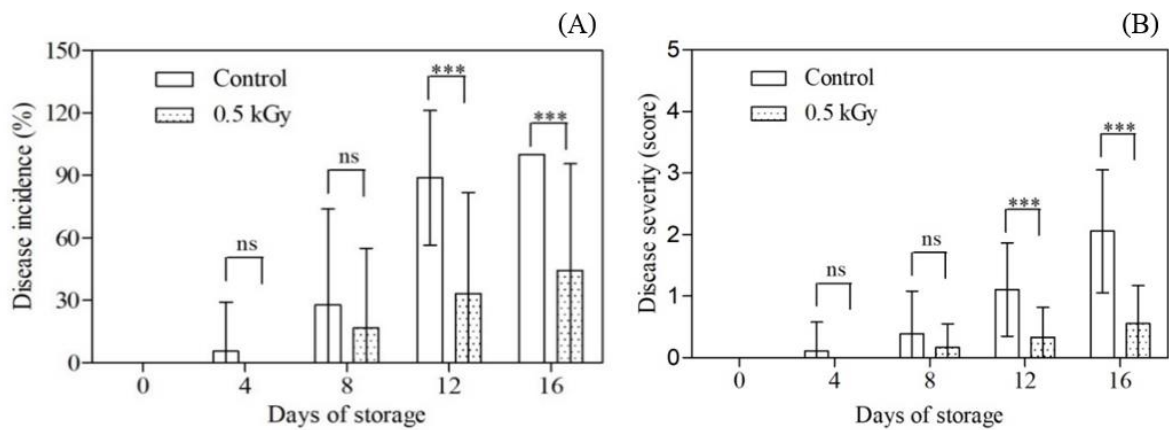 (A)
Disease incidence (%)
150
120
90
60
30
0
Control
0.5 kGy
ns
ns
***
***
0
4
8
12
16
Days of storage
(B)
Disease severity (score)
5
4
3
2
1
0
Control
0.5 kGy
ns
ns
***
***
0
4
8
12
16
Days of storage